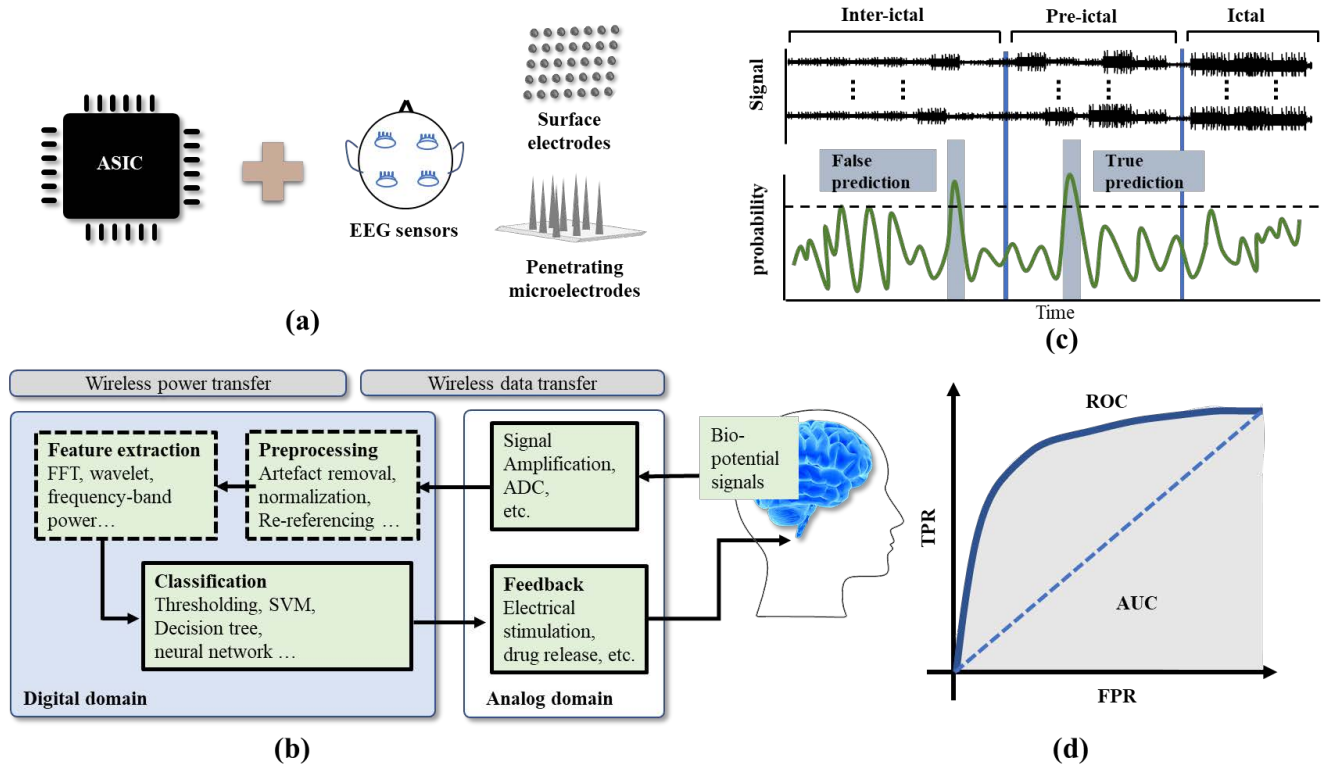 ASIC
EEG sensors
Surface
electrodes
Penetrating
microelectrodes
(a)
Inter-ictal
Pre-ictal
Ictal
Signal
False
prediction
True
prediction
probability
Time
(c)
Wireless power transfer
Wireless data transfer
Feature extraction
FFT, wavelet,
frequency-band
power…
Preprocessing
Artefact removal,
normalization,
Re-referencing …
Signal
Amplification,
ADC,
etc.
Bio-
potential
signals
Classification
Thresholding, SVM,
Decision tree,
neural network …
Feedback
Electrical
stimulation,
drug release, etc.
Digital domain
Analog domain
(b)
ROC
TPR
AUC
FPR
(d)